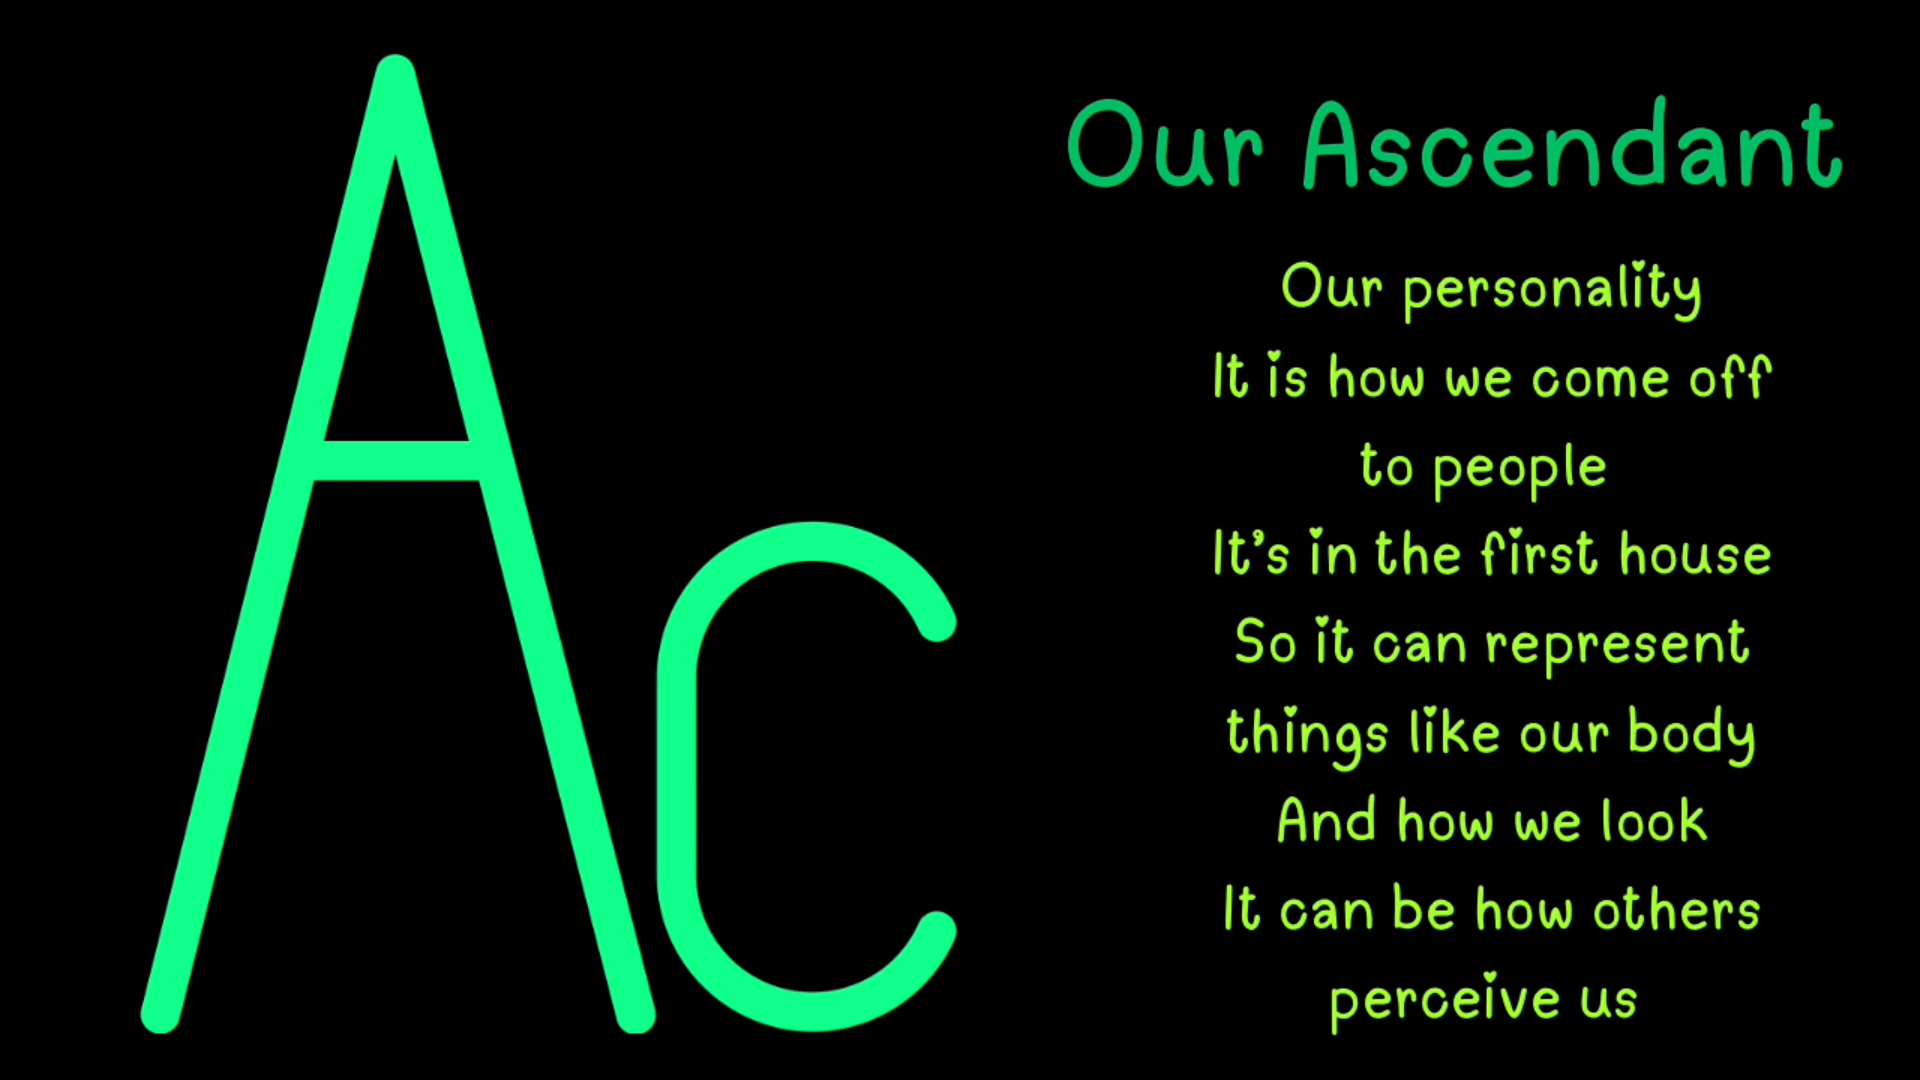 Ac
Our Ascendant
Our personality
It is how we come off
to people
It's in the first house
So it can represent
things like our body
And how we look
It can be how others
perceive us